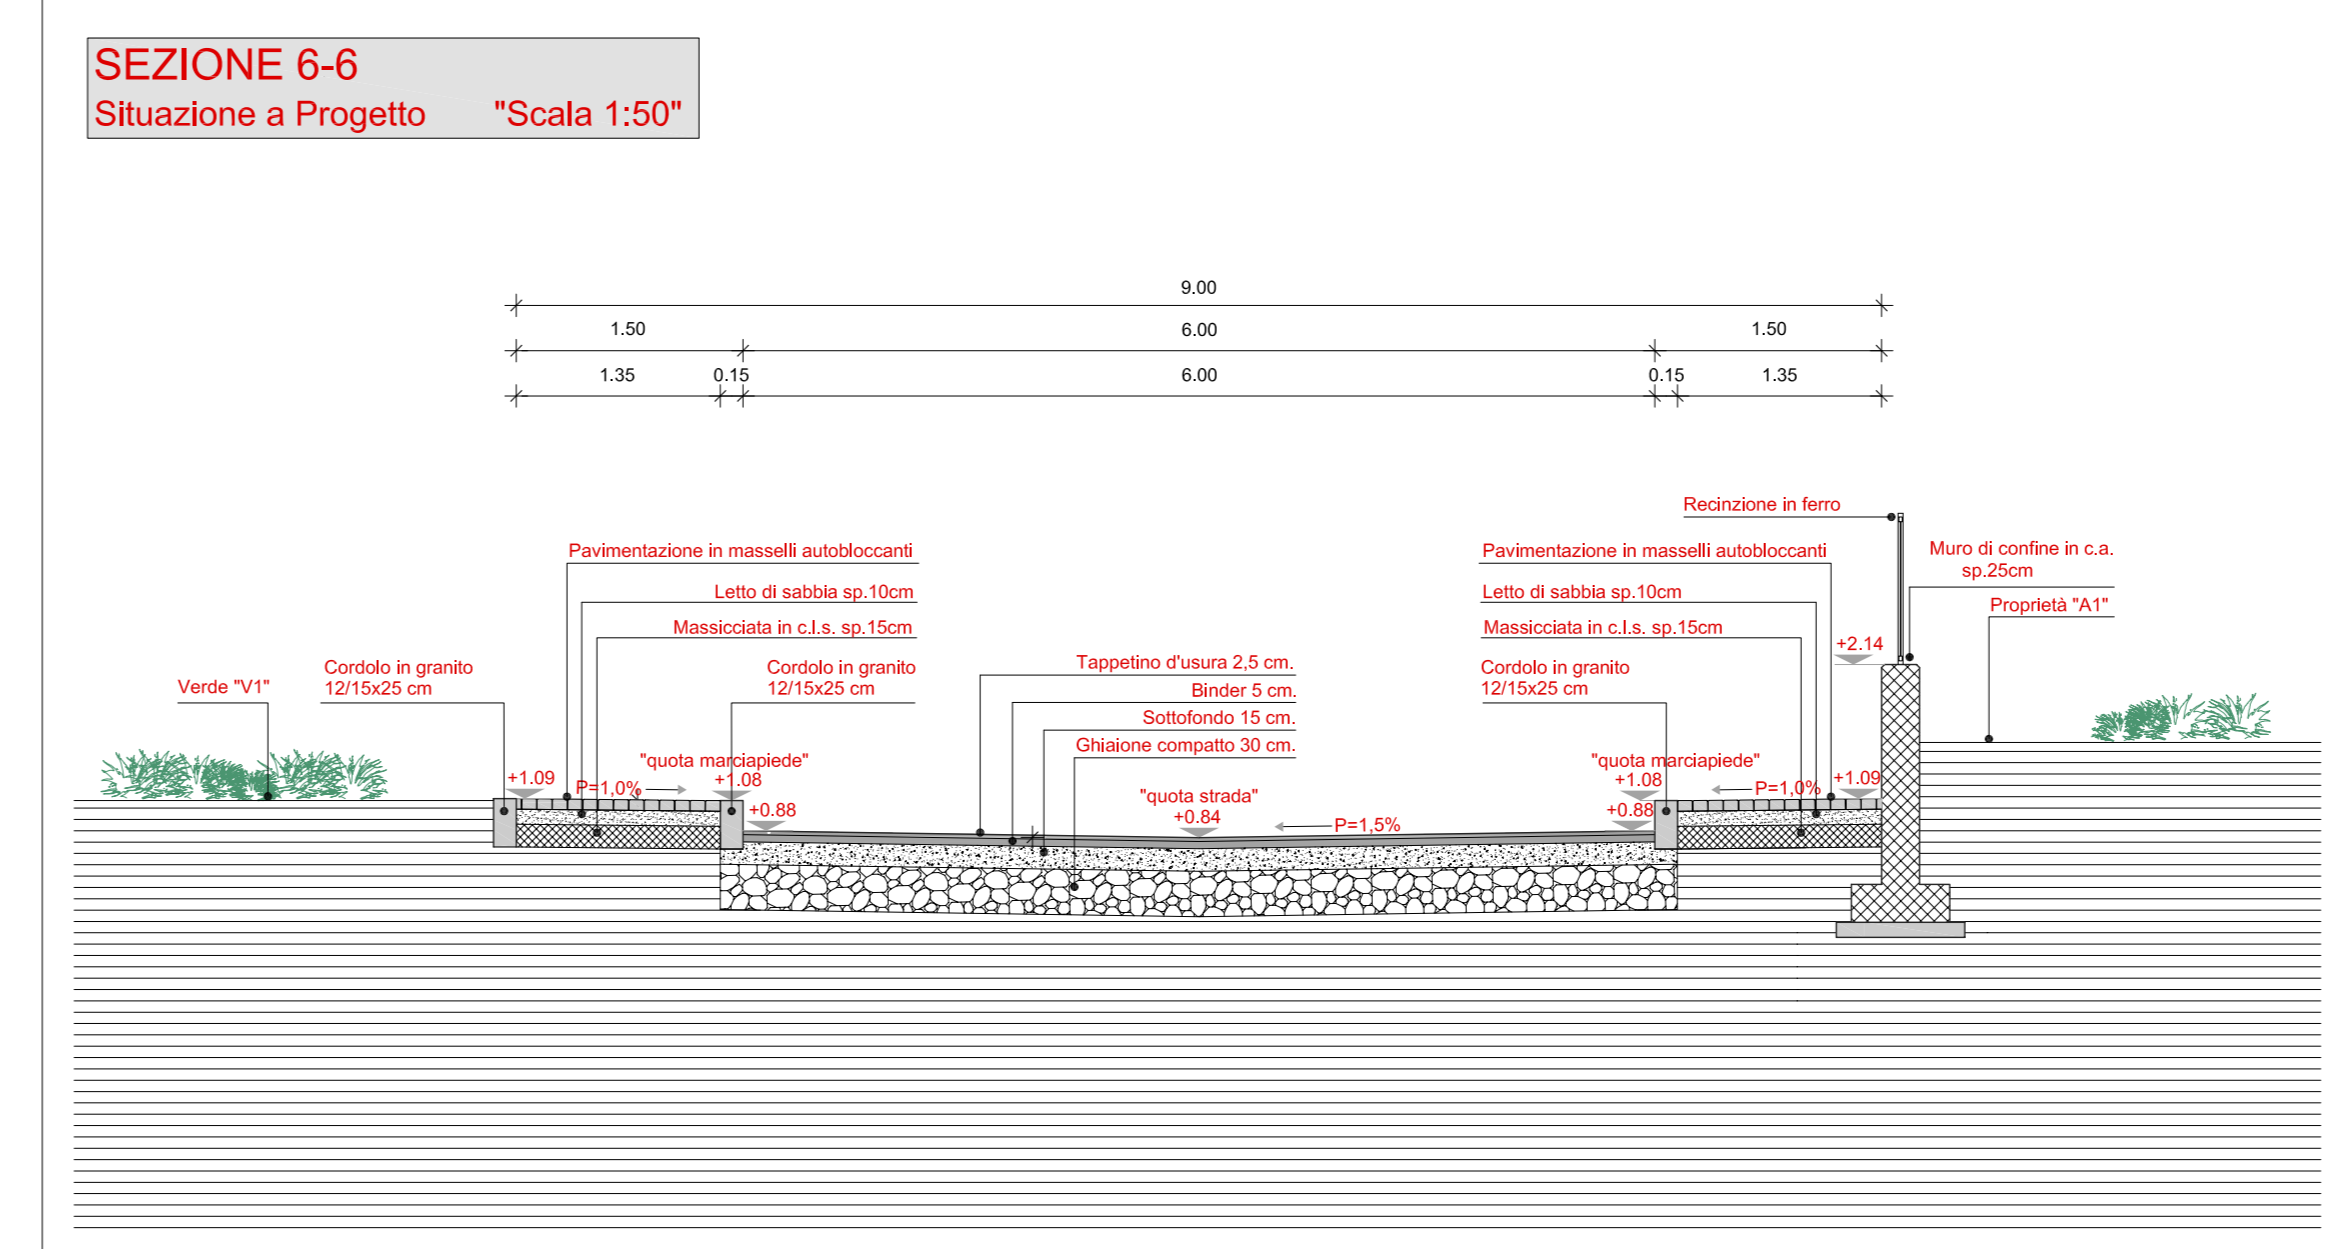 SEZIONE 6-6
Situazione a Progetto "Scala 1:50"
9.00
1.50 6.00 1.50
1.35 0.15 6.00 0.15 1.35
Recinzione in ferro
Pavimentazione in masselli autobloccanti
Pavimentazione in masselli autobloccanti
Muro di confine in c.a.
sp.25cm
Letto di sabbia sp.10cm
Letto di sabbia sp.10cm
Proprietà "A1"
Massicciata in c.l.s. sp.15cm
Massicciata in c.l.s. sp.15cm
+2.14
Verde "V1"
Cordolo in granito
12/15x25 cm
Cordolo in granito
12/15x25 cm
Tappetino d'usura 2,5 cm.
Binder 5 cm.
Sottofondo 15 cm.
Ghiaione compatto 30 cm.
Cordolo in granito
12/15x25 cm
"quota marciapiede"
+1.09
P=1,0%
+1.08
+0.88
"quota strada"
+0.84
P=1,5%
"quota marciapiede"
+1.08
P=1,0%
+1.09
+0.88